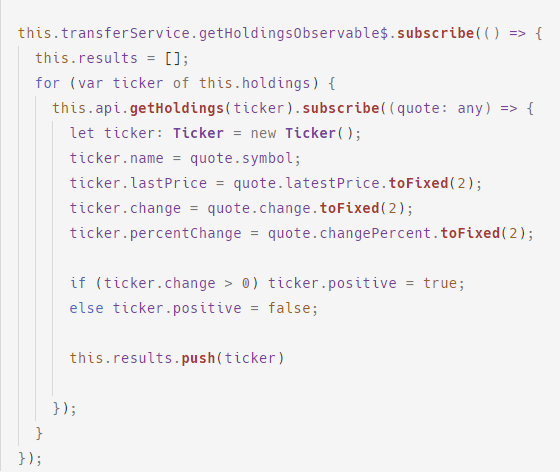 this.transferService.getHoldingsObservable$.subscribe(() => {
this.results = [];
for (var ticker of this.holdings) {
this.api.getHoldings(ticker).subscribe((quote: any) => {
let ticker: Ticker = new Ticker();
ticker.name = quote.symbol;
ticker.lastPrice = quote.latestPrice.toFixed(2);
ticker.change = quote.change.toFixed(2);
ticker.percentChange = quote.changePercent.toFixed(2);
if (ticker.change > 0) ticker.positive = true;
else ticker.positive = false;
this.results.push(ticker)
});
}
});